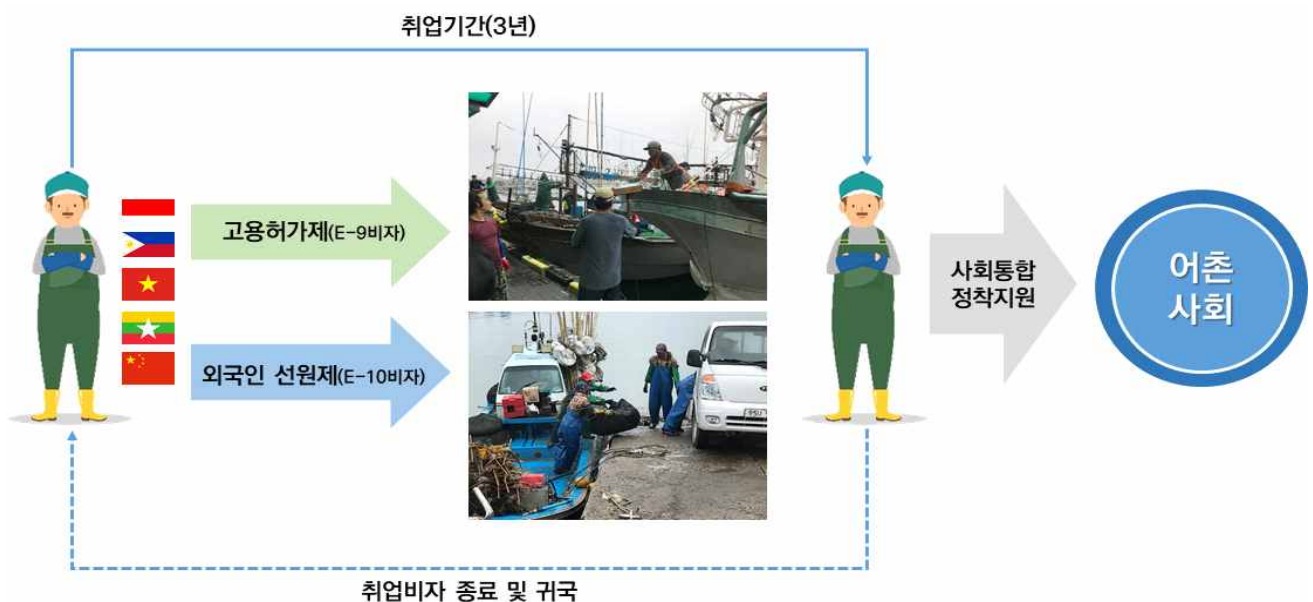 취업기간(3년)
고용허가제(E-9비자)
외국인 선원제(E-10비자)
사회통합
정착지원
어촌
사회
취업비자 종료 및 귀국